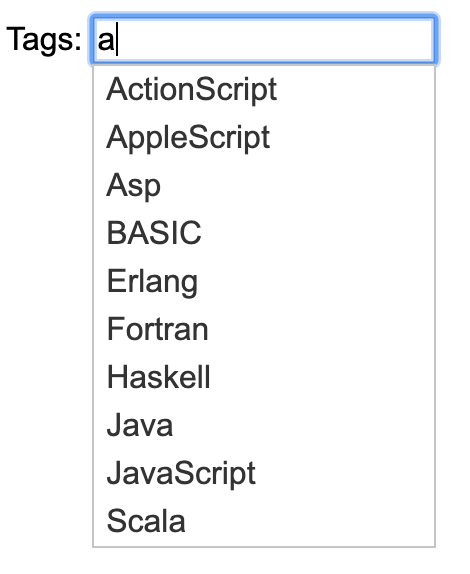 Tags: a
ActionScript
AppleScript
Asp
BASIC
Erlang
Fortran
Haskell
Java
JavaScript
Scala